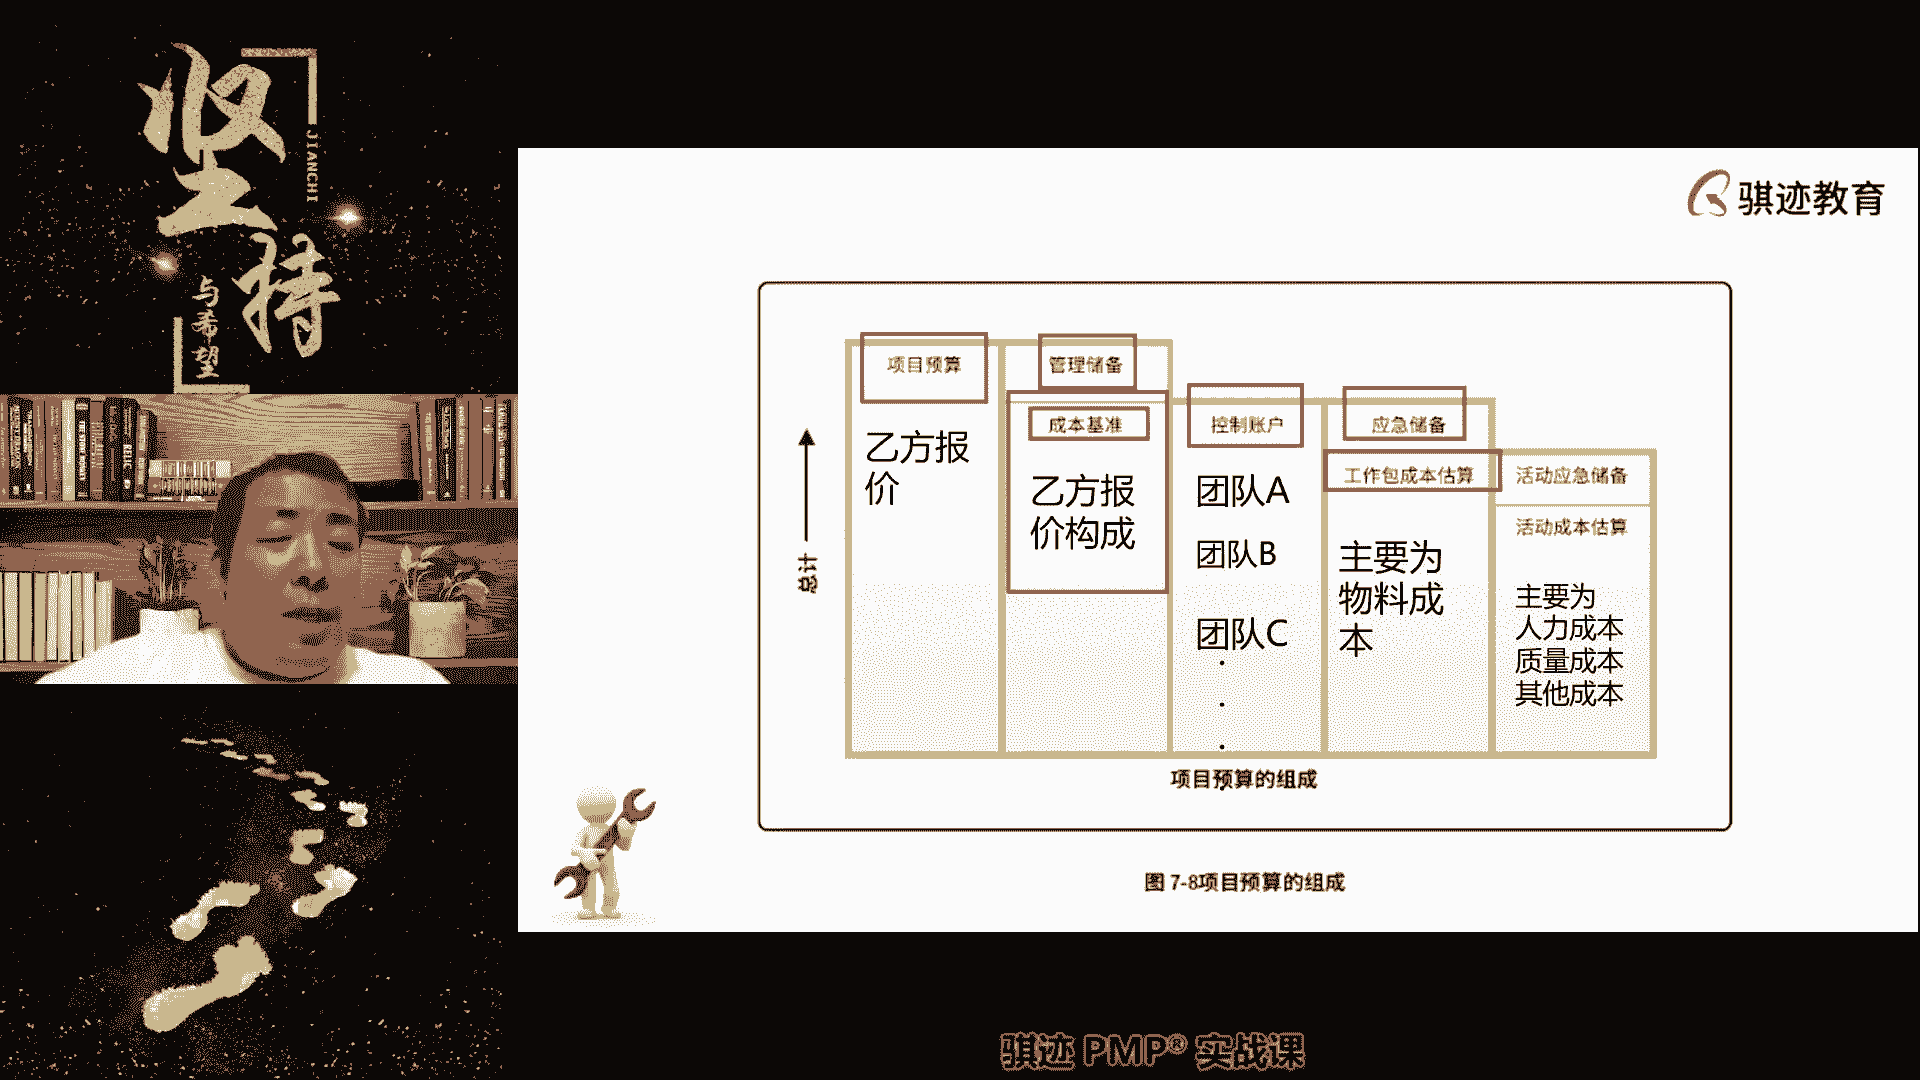 坚持
JIANCHI
与希望
骐迹教育
项目预算
乙方报
价
管理储备
成本基准
乙方报
价构成
控制账户
团队A
团队B
团队C
应急储备
工作包成本估算
主要为
物料成
本
活动应急储备
活动成本估算
主要为
人力成本
质量成本
其他成本
总计
项目预算的组成
图 7-8项目预算的组成
骐迹 PMP® 实战课